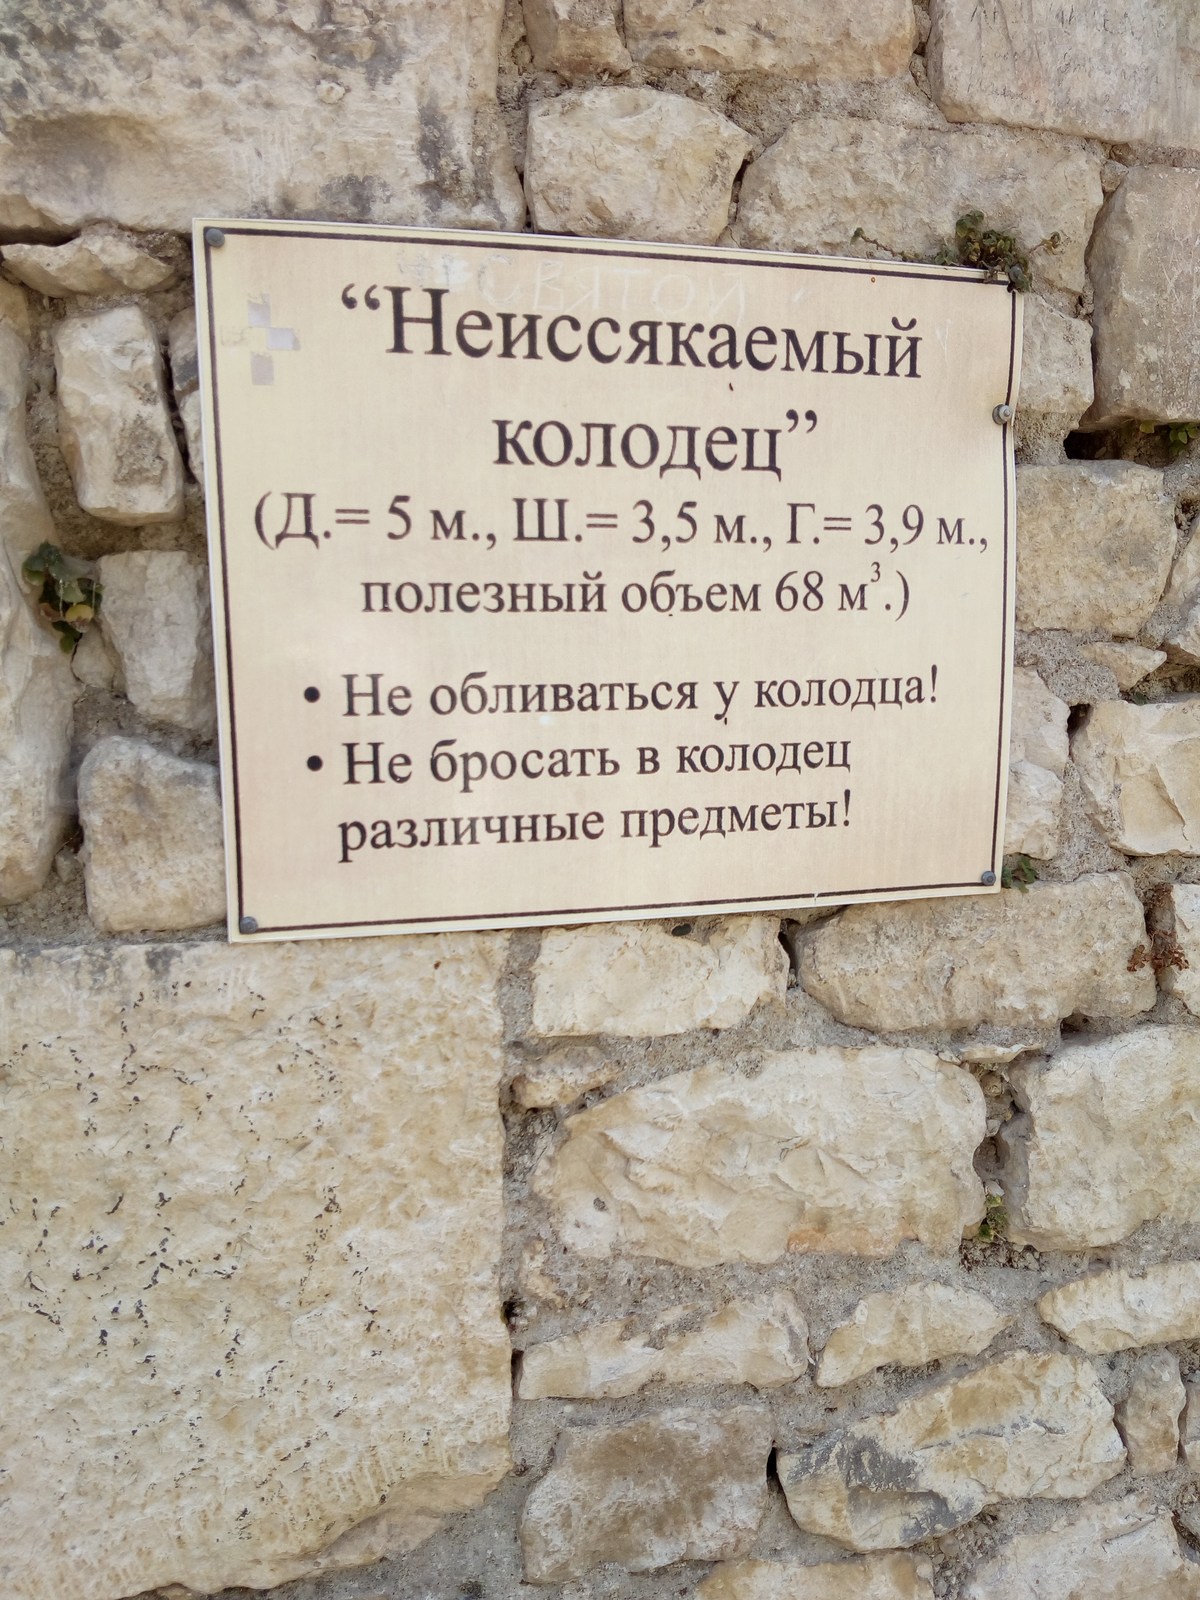 святой
“Неиссякаемый
колодец”
(Д.= 5 м., Ш.= 3,5 м., Г.= 3,9 м.,
полезный объем 68 м³.)
• Не обливаться у колодца!
• Не бросать в колодец
различные предметы!